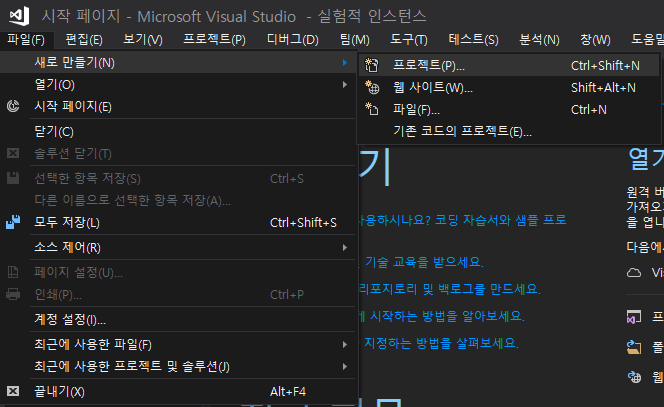 시작 페이지 - Microsoft Visual Studio - 실험적 인스턴스
파일(F) 편집(E) 보기(V) 프로젝트(P) 디버그(D) 팀(M) 도구(T) 테스트(S) 분석(N) 창(W) 도움말
새로 만들기(N)
프로젝트(P)... Ctrl+Shift+N
열기(O)
웹 사이트(W)... Shift+Alt+N
시작 페이지(E)
파일(F)... Ctrl+N
닫기(C)
기존 코드의 프로젝트(E)...
솔루션 닫기(T)
선택한 항목 저장(S) Ctrl+S
다른 이름으로 선택한 항목 저장(A)...
모두 저장(L) Ctrl+Shift+S
소스 제어(R)
페이지 설정(U)...
인쇄(P)... Ctrl+P
계정 설정(I)...
최근에 사용한 파일(F)
최근에 사용한 프로젝트 및 솔루션(J)
끝내기(X) Alt+F4
기
사용하시나요? 코딩 자습서와 샘플 프로
기술 교육을 받으세요.
리포지토리 및 백로그를 만드세요.
에 시작하는 방법을 알아보세요.
지정하는 방법을 살펴보세요.
열기
원격 버
가져오거
을 엽니
다음에서
Vi
프
폴
웹